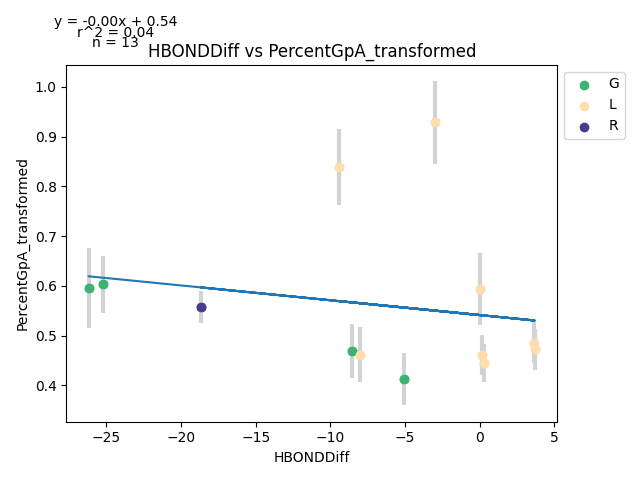 y = -0.00x + 0.54
r^2 = 0.04
n = 13
HBONDDiff vs PercentGpA_transformed
G
L
R
1.0
0.9
0.8
0.7
0.6
0.5
0.4
PercentGpA_transformed
−25
−20
−15
−10
−5
0
5
HBONDDiff